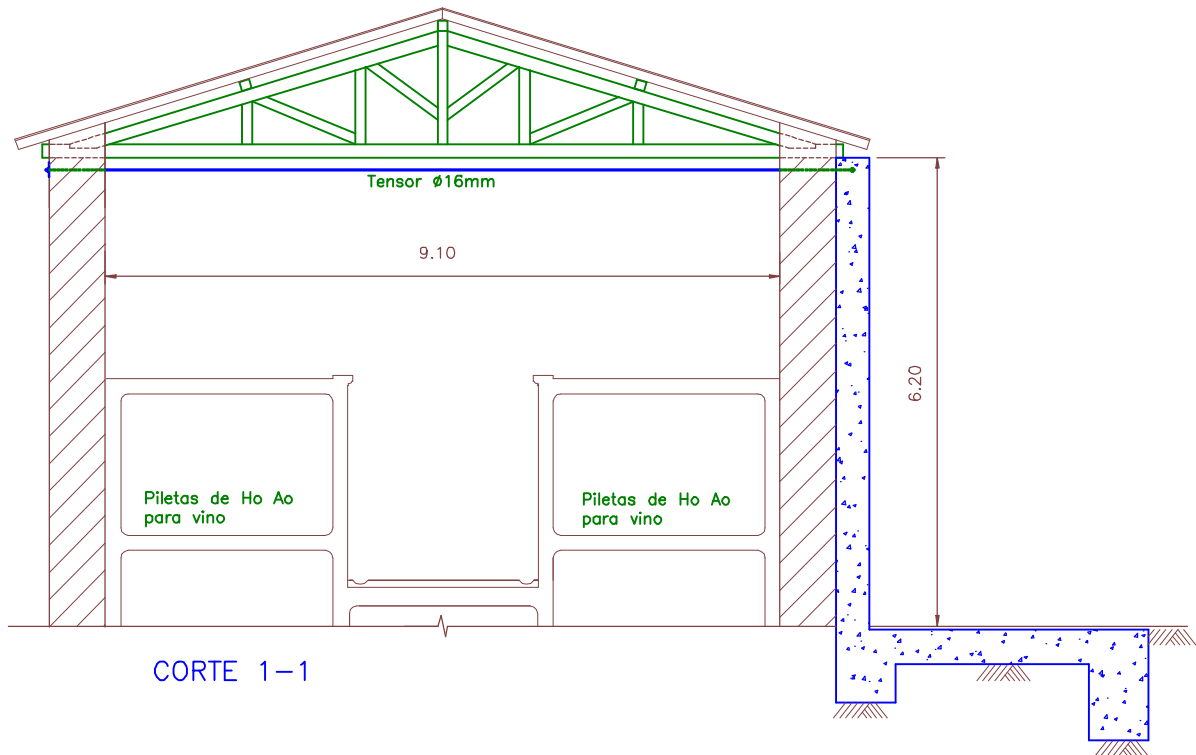 Tensor ø16mm
9.10
6.20
Piletas de Ho Ao
para vino
Piletas de Ho Ao
para vino
CORTE 1-1